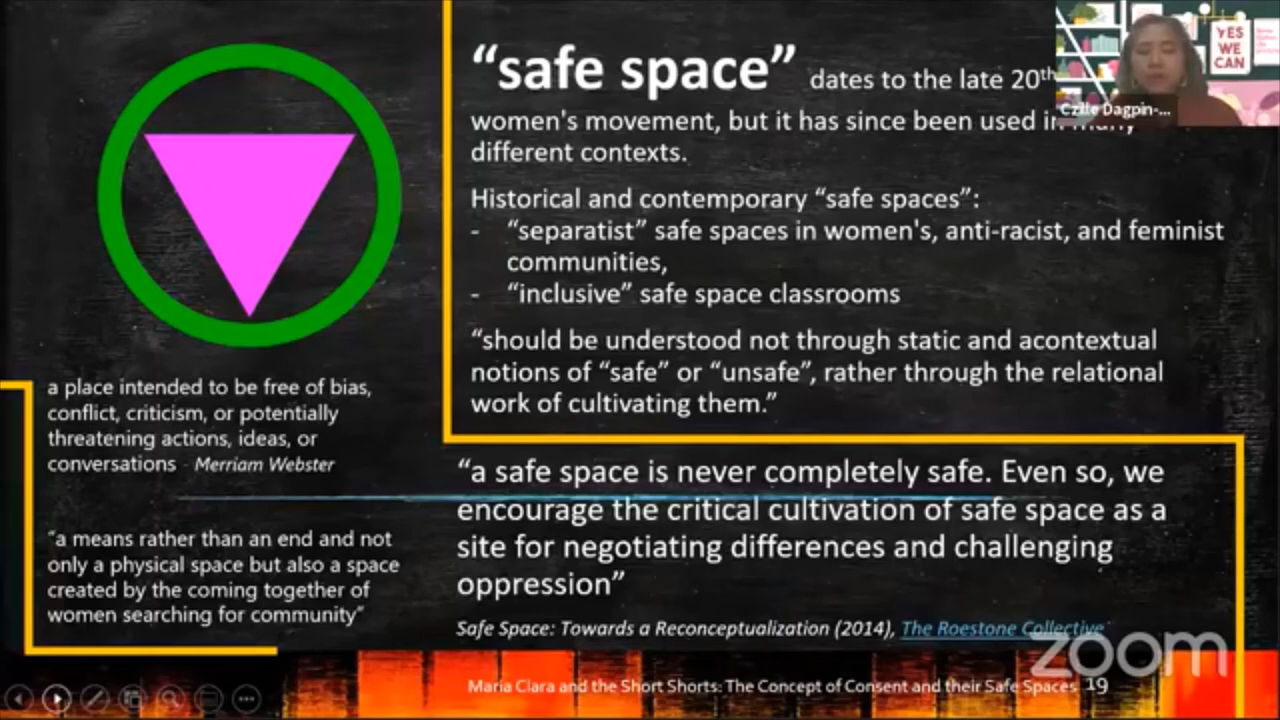 “safe space” dates to the late 20th
women's movement, but it has since been used in many
different contexts.
Historical and contemporary “safe spaces”:
- “separatist” safe spaces in women's, anti-racist, and feminist
communities,
- “inclusive” safe space classrooms
“should be understood not through static and acontextual
notions of “safe” or “unsafe”, rather through the relational
work of cultivating them.”
a place intended to be free of bias,
conflict, criticism, or potentially
threatening actions, ideas, or
conversations - Merriam Webster
“a means rather than an end and not
only a physical space but also a space
created by the coming together of
women searching for community”
“a safe space is never completely safe. Even so, we
encourage the critical cultivation of safe space as a
site for negotiating differences and challenging
oppression”
Safe Space: Towards a Reconceptualization (2014), The Roestone Collective
Maria Clara and the Short Shorts: The Concept of Consent and their Safe Spaces 19
YES
WE
CAN
Czile Dagpin-...
zoom